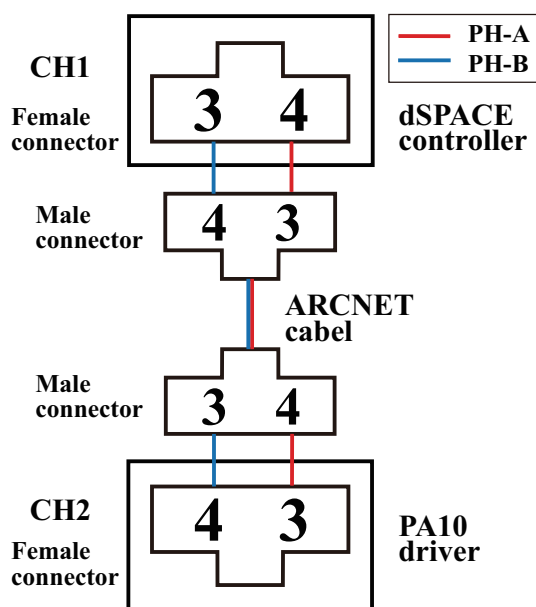 PH-A
PH-B
CH1
3 4
Female
connector
dSPACE
controller
Male
connector
4 3
ARCNET
cabel
Male
connector
3 4
CH2
4 3
Female
connector
PA10
driver